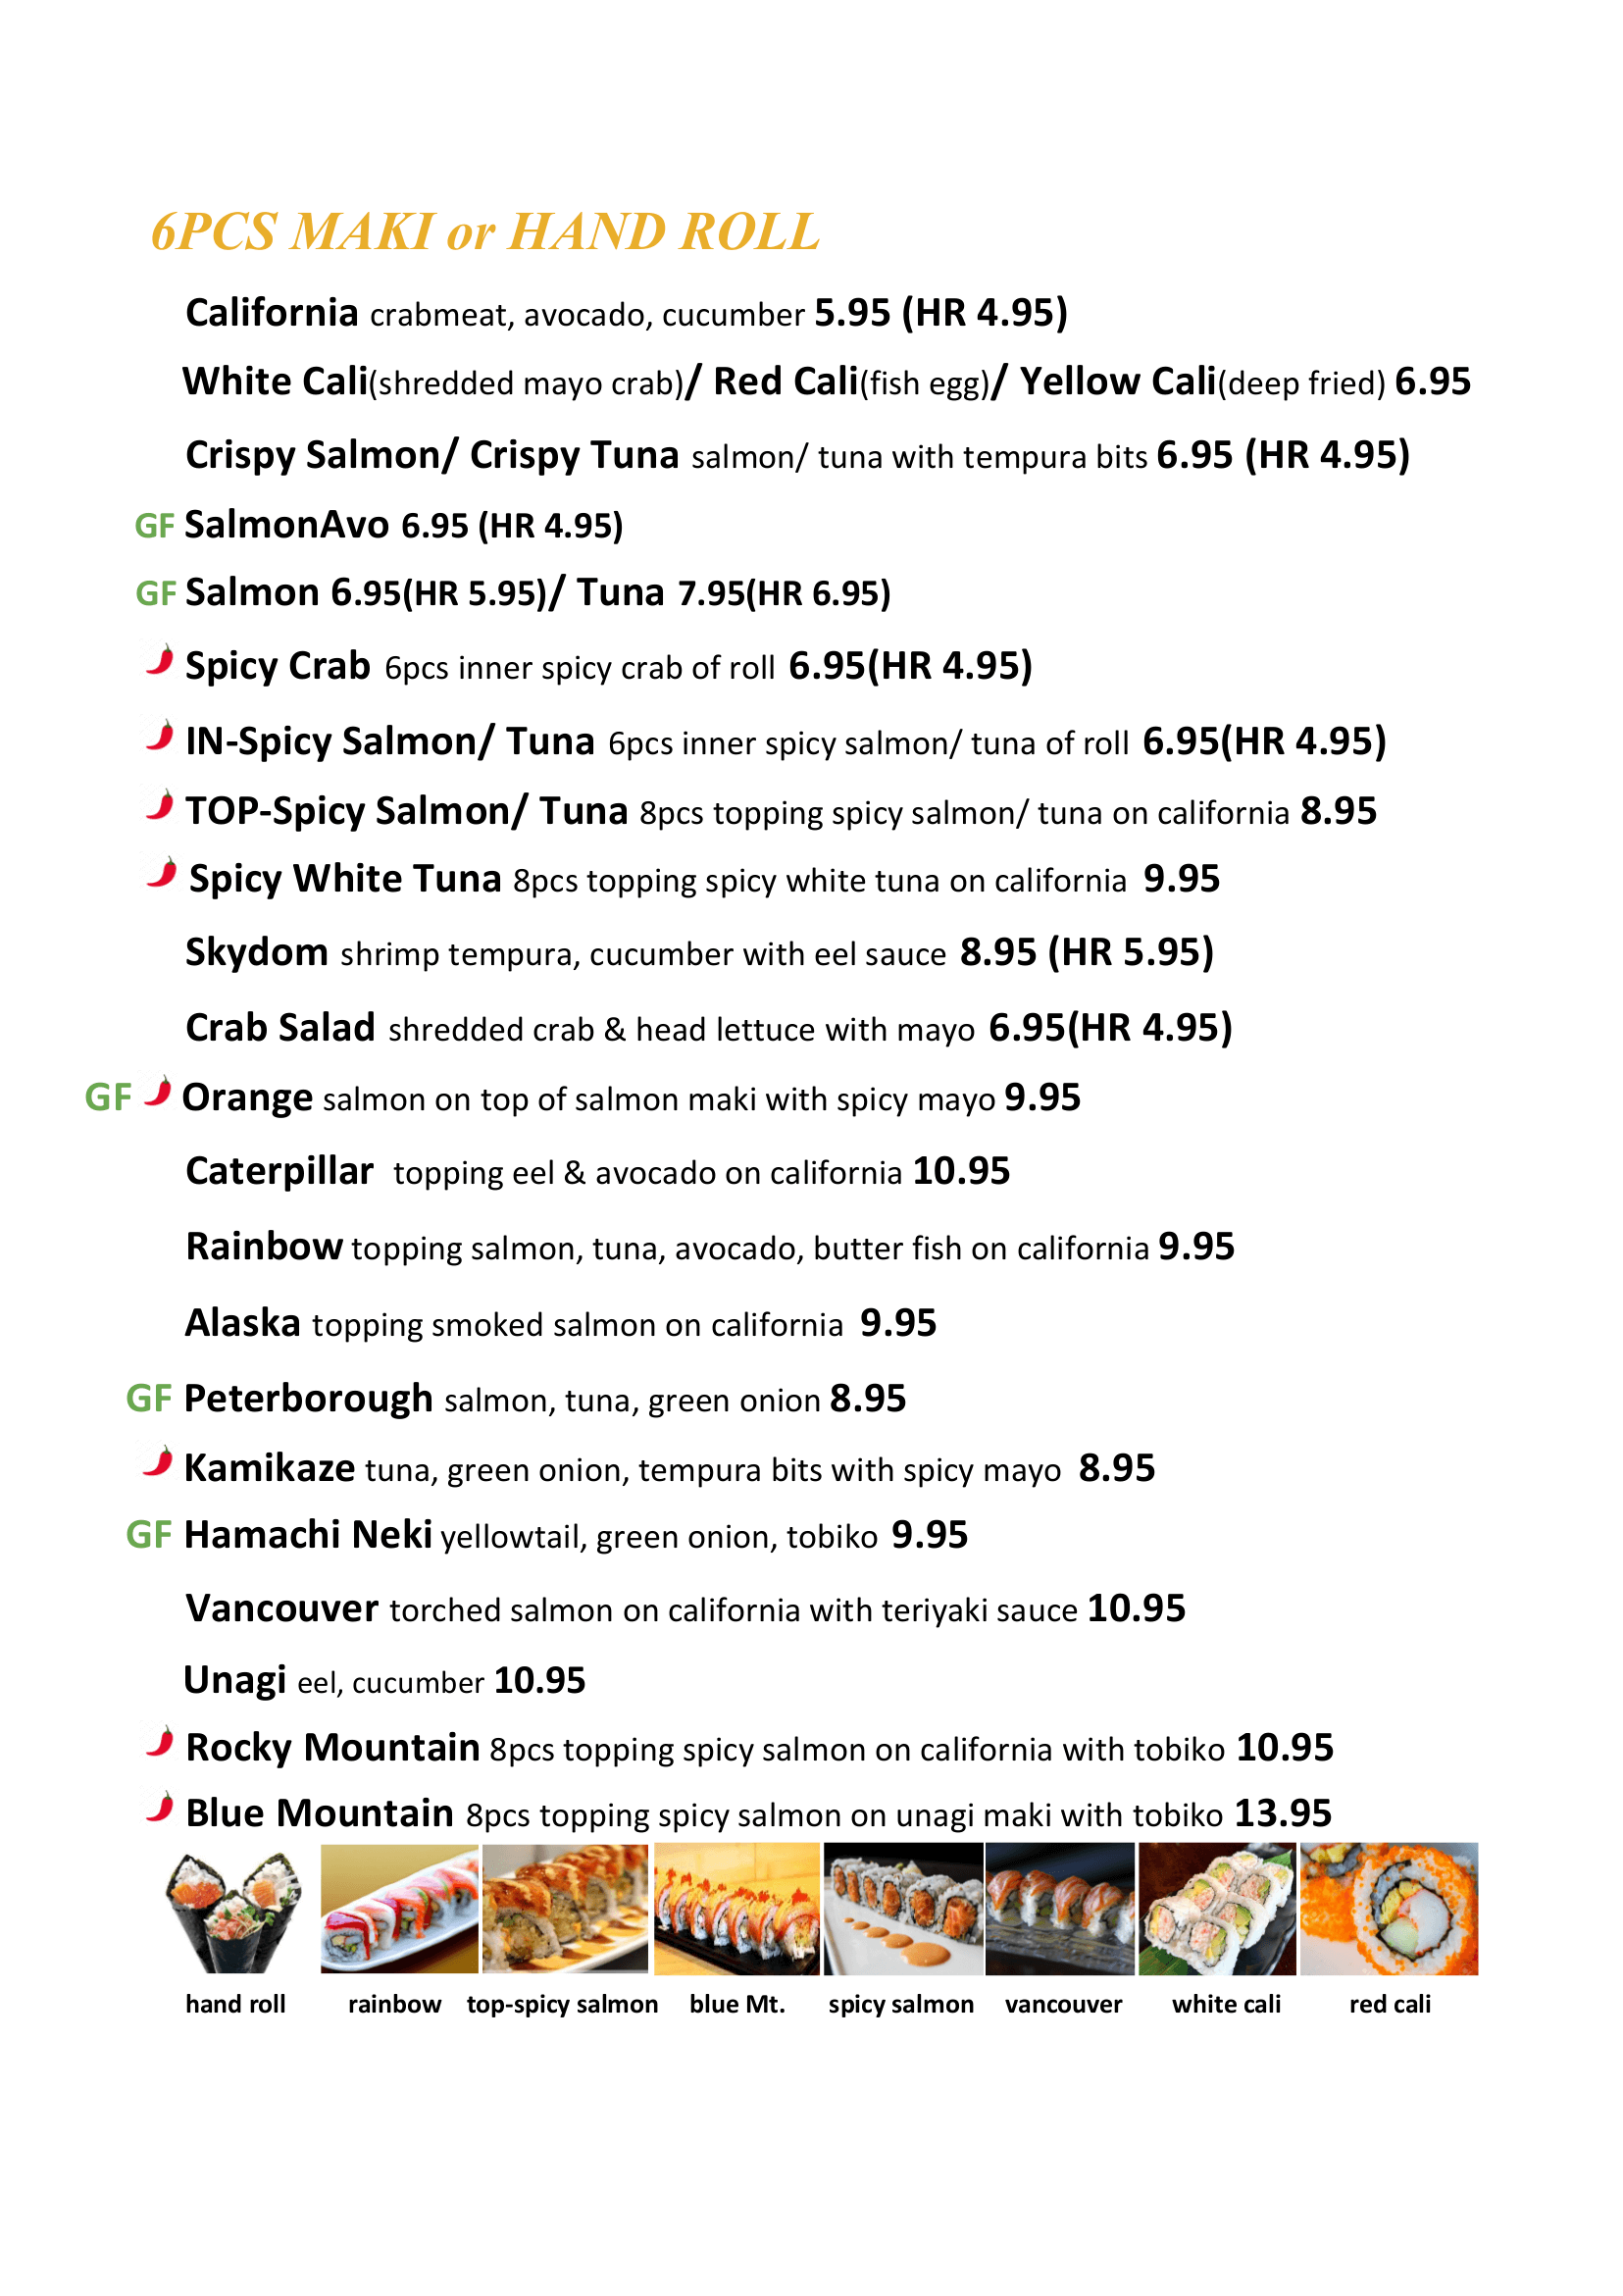 6PCS MAKI or HAND ROLL
California crabmeat, avocado, cucumber 5.95 (HR 4.95)
White Cali(shredded mayo crab)/ Red Cali(fish egg)/ Yellow Cali(deep fried) 6.95
Crispy Salmon/ Crispy Tuna salmon/ tuna with tempura bits 6.95 (HR 4.95)
GF SalmonAvo 6.95 (HR 4.95)
GF Salmon 6.95(HR 5.95)/ Tuna 7.95(HR 6.95)
Spicy Crab 6pcs inner spicy crab of roll 6.95(HR 4.95)
IN-Spicy Salmon/ Tuna 6pcs inner spicy salmon/ tuna of roll 6.95(HR 4.95)
TOP-Spicy Salmon/ Tuna 8pcs topping spicy salmon/ tuna on california 8.95
Spicy White Tuna 8pcs topping spicy white tuna on california 9.95
Skydom shrimp tempura, cucumber with eel sauce 8.95 (HR 5.95)
Crab Salad shredded crab & head lettuce with mayo 6.95(HR 4.95)
GF Orange salmon on top of salmon maki with spicy mayo 9.95
Caterpillar topping eel & avocado on california 10.95
Rainbow topping salmon, tuna, avocado, butter fish on california 9.95
Alaska topping smoked salmon on california 9.95
GF Peterborough salmon, tuna, green onion 8.95
Kamikaze tuna, green onion, tempura bits with spicy mayo 8.95
GF Hamachi Neki yellowtail, green onion, tobiko 9.95
Vancouver torched salmon on california with teriyaki sauce 10.95
Unagi eel, cucumber 10.95
Rocky Mountain 8pcs topping spicy salmon on california with tobiko 10.95
Blue Mountain 8pcs topping spicy salmon on unagi maki with tobiko 13.95
hand roll rainbow top-spicy salmon blue Mt. spicy salmon vancouver white cali red cali